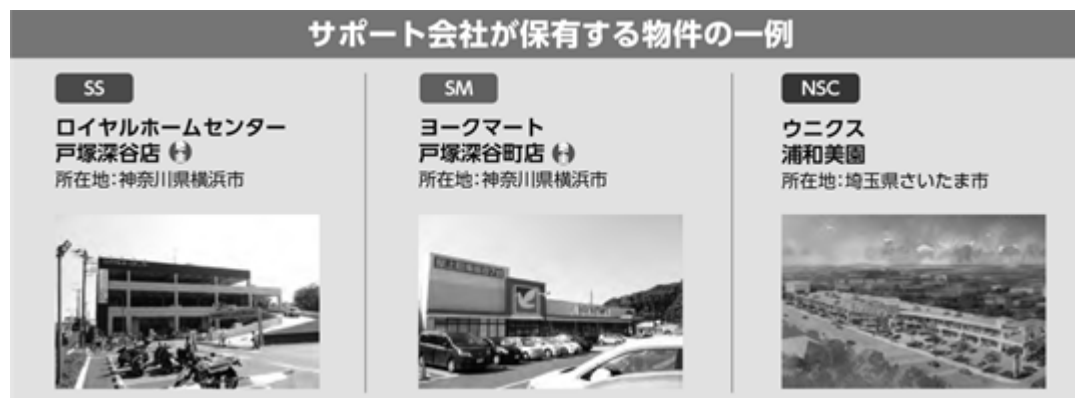 サポート会社が保有する物件の一例
SS
ロイヤルホームセンター
戸塚深谷店
所在地:神奈川県横浜市
SM
ヨークマート
戸塚深谷町店
所在地:神奈川県横浜市
NSC
ウニクス
浦和美園
所在地:埼玉県さいたま市